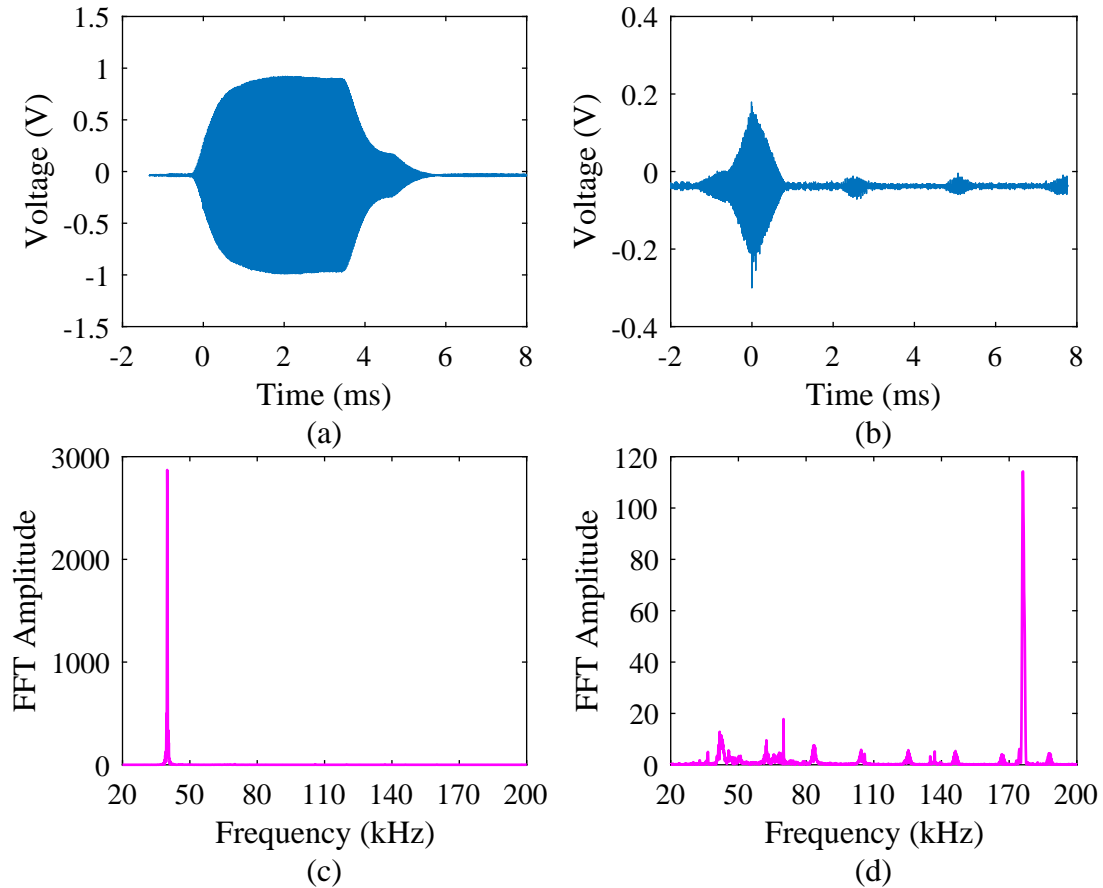 1.5
1
0.5
0
-0.5
-1
-1.5
Voltage (V)
-2 0 2 4 6 8
Time (ms)
(a)
0.4
0.2
0
-0.2
-0.4
Voltage (V)
-2 0 2 4 6 8
Time (ms)
(b)
3000
2000
1000
0
FFT Amplitude
20 50 80 110 140 170 200
Frequency (kHz)
(c)
120
100
80
60
40
20
0
FFT Amplitude
20 50 80 110 140 170 200
Frequency (kHz)
(d)